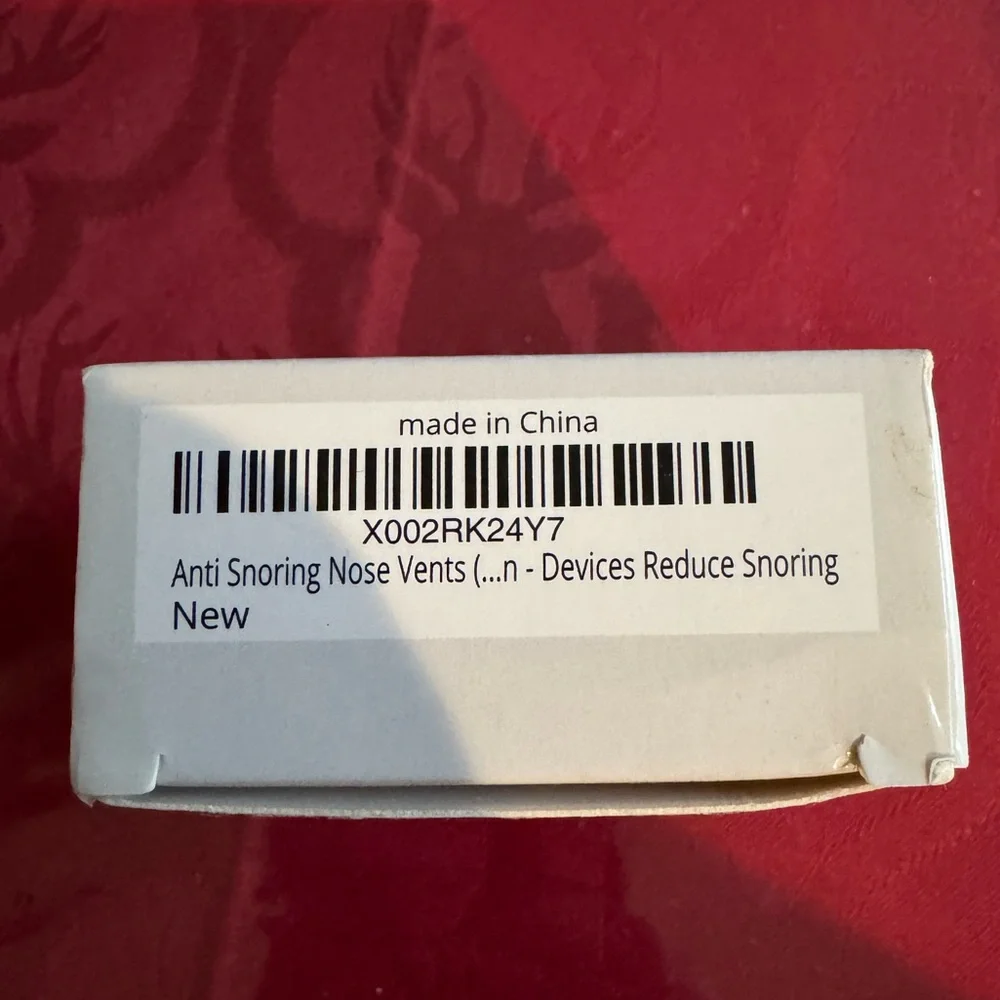 made in China
X002RK24Y7
Anti Snoring Nose Vents (...n - Devices Reduce Snoring
New